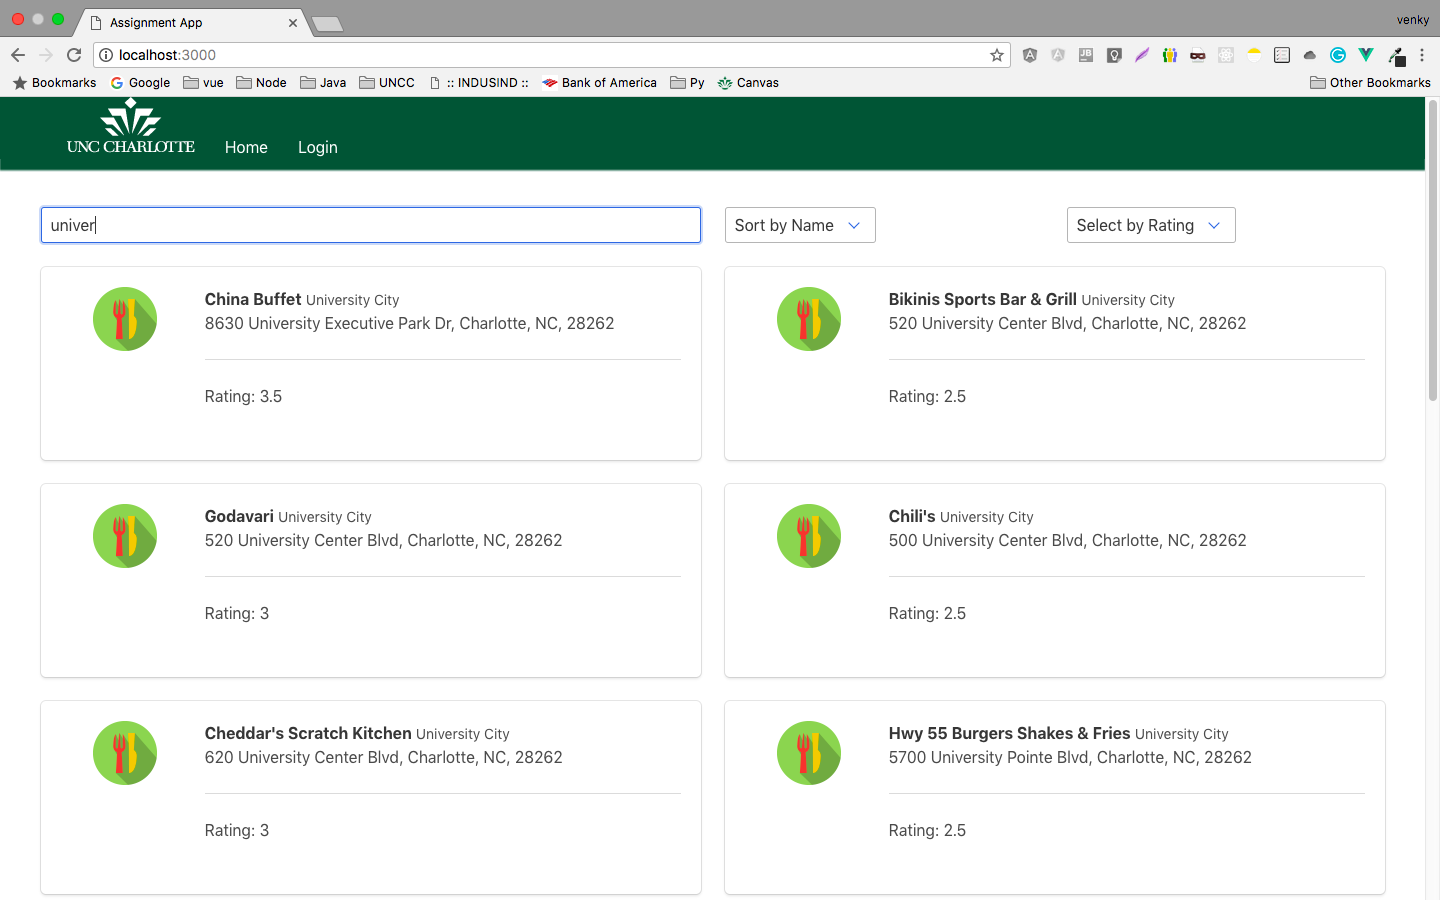 Assignment App
venky
localhost:3000
Bookmarks Google vue Node Java UNCC :: INDUSIND :: Bank of America Py Canvas Other Bookmarks
UNC CHARLOTTE Home Login
univer Sort by Name Select by Rating
China Buffet University City
8630 University Executive Park Dr, Charlotte, NC, 28262
Rating: 3.5
Bikinis Sports Bar & Grill University City
520 University Center Blvd, Charlotte, NC, 28262
Rating: 2.5
Godavari University City
520 University Center Blvd, Charlotte, NC, 28262
Rating: 3
Chili's University City
500 University Center Blvd, Charlotte, NC, 28262
Rating: 2.5
Cheddar's Scratch Kitchen University City
620 University Center Blvd, Charlotte, NC, 28262
Rating: 3
Hwy 55 Burgers Shakes & Fries University City
5700 University Pointe Blvd, Charlotte, NC, 28262
Rating: 2.5